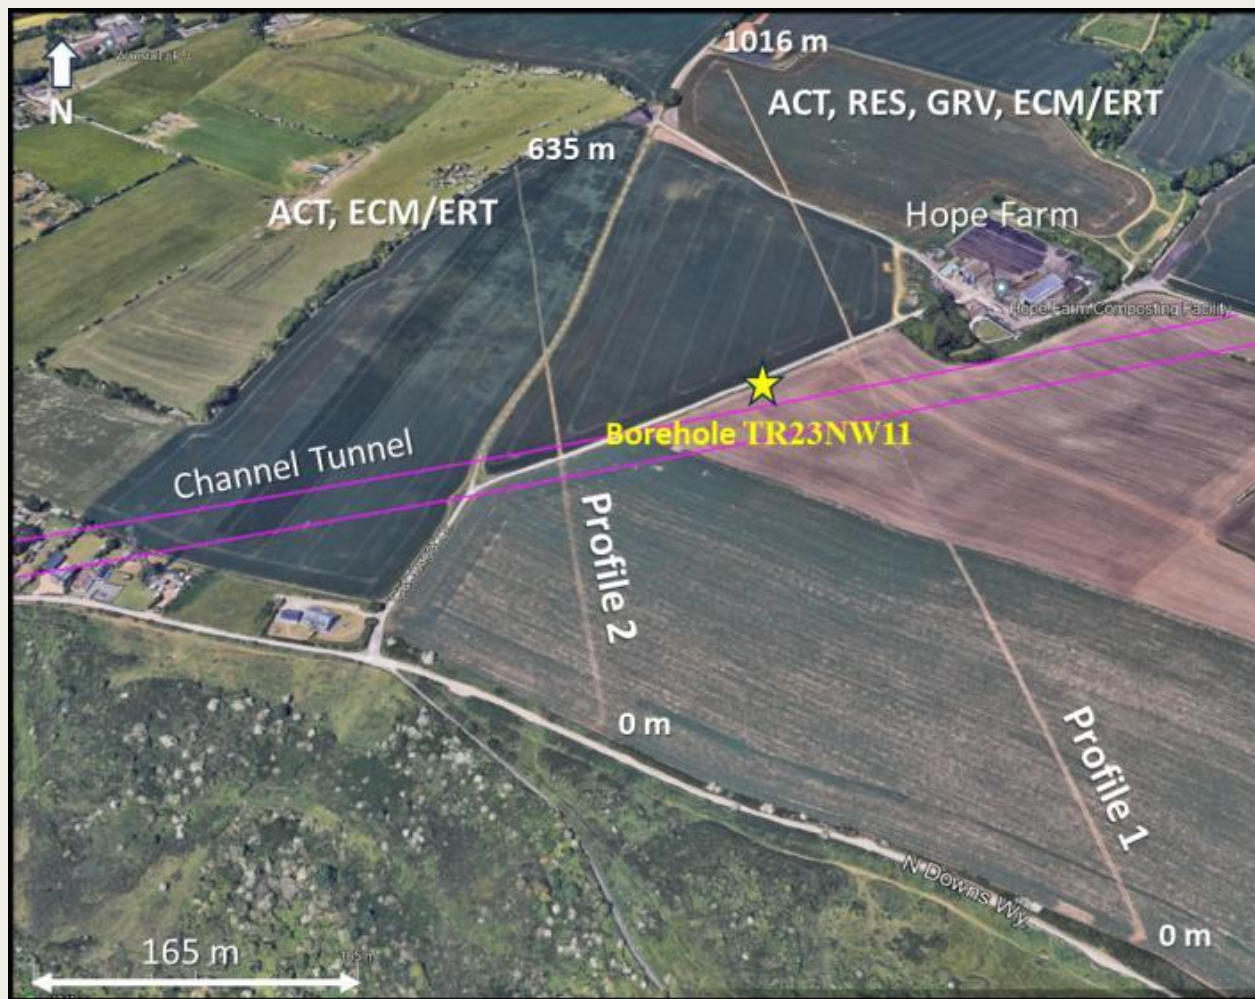 1016 m
N
ACT, RES, GRV, ECM/ERT
635 m
ACT, ECM/ERT
Hope Farm
Hope Farm Composting Facility
Borehole TR23NW11
Channel Tunnel
Profile 2
0 m
Profile 1
N Downs Wy
0 m
165 m